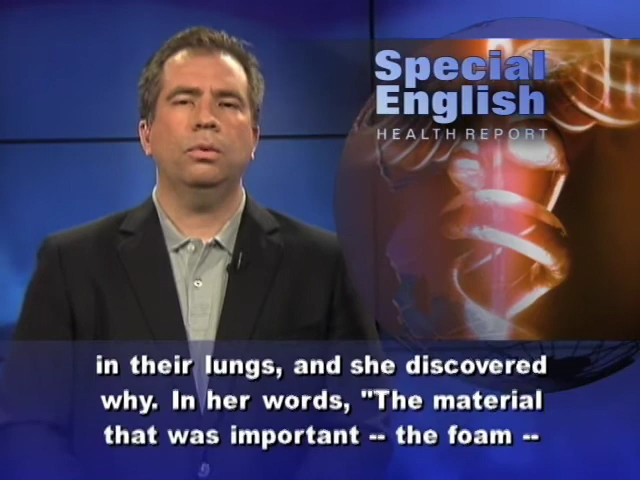 Special
English
HEALTH REPORT
in their lungs, and she discovered
why. In her words, "The material
that was important -- the foam --